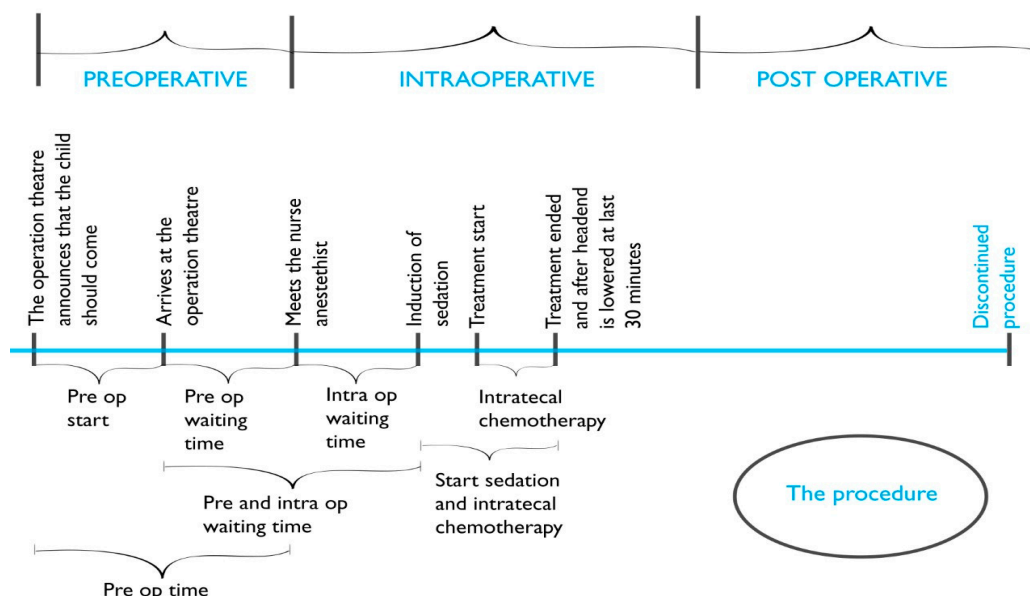 PREOPERATIVE
INTRAOPERATIVE
POST OPERATIVE
The operation theatre
announces that the child
should come
Arrives at the
operation theatre
Meets the nurse
anestethist
Induction of
sedation
Treatment start
Treatment ended
and after headend
is lowered at last
30 minutes
Discontinued
procedure
Pre op
start
Pre op
waiting
time
Intra op
waiting
time
Intratecal
chemotherapy
Pre and intra op
waiting time
Start sedation
and intratecal
chemotherapy
The procedure
Pre op time